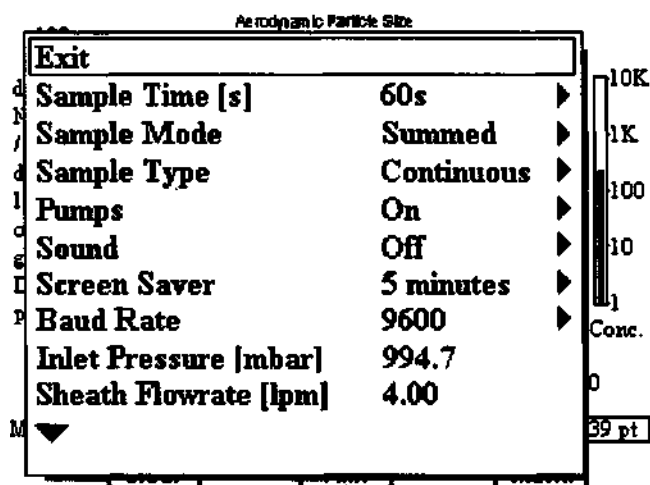 Aerodynamic Particle Size
Exit
Sample Time [s] 60s
Sample Mode Summed
Sample Type Continuous
Pumps On
Sound Off
Screen Saver 5 minutes
Baud Rate 9600
Inlet Pressure [mbar] 994.7
Sheath Flowrate [lpm] 4.00
10K
1K
100
10
1
Conc.
0
39 pt